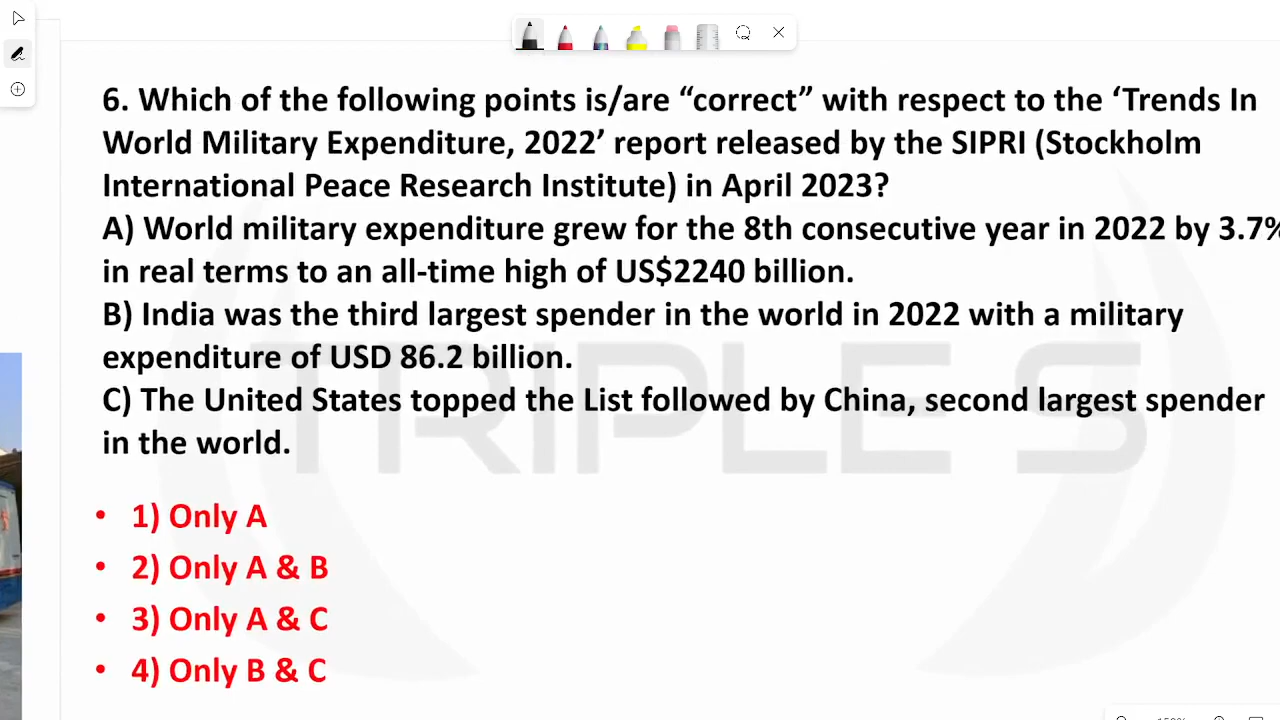 6. Which of the following points is/are “correct” with respect to the ‘Trends In
World Military Expenditure, 2022’ report released by the SIPRI (Stockholm
International Peace Research Institute) in April 2023?
A) World military expenditure grew for the 8th consecutive year in 2022 by 3.7%
in real terms to an all-time high of US$2240 billion.
B) India was the third largest spender in the world in 2022 with a military
expenditure of USD 86.2 billion.
C) The United States topped the List followed by China, second largest spender
in the world.
TRIPLE S
• 1) Only A
• 2) Only A & B
• 3) Only A & C
• 4) Only B & C